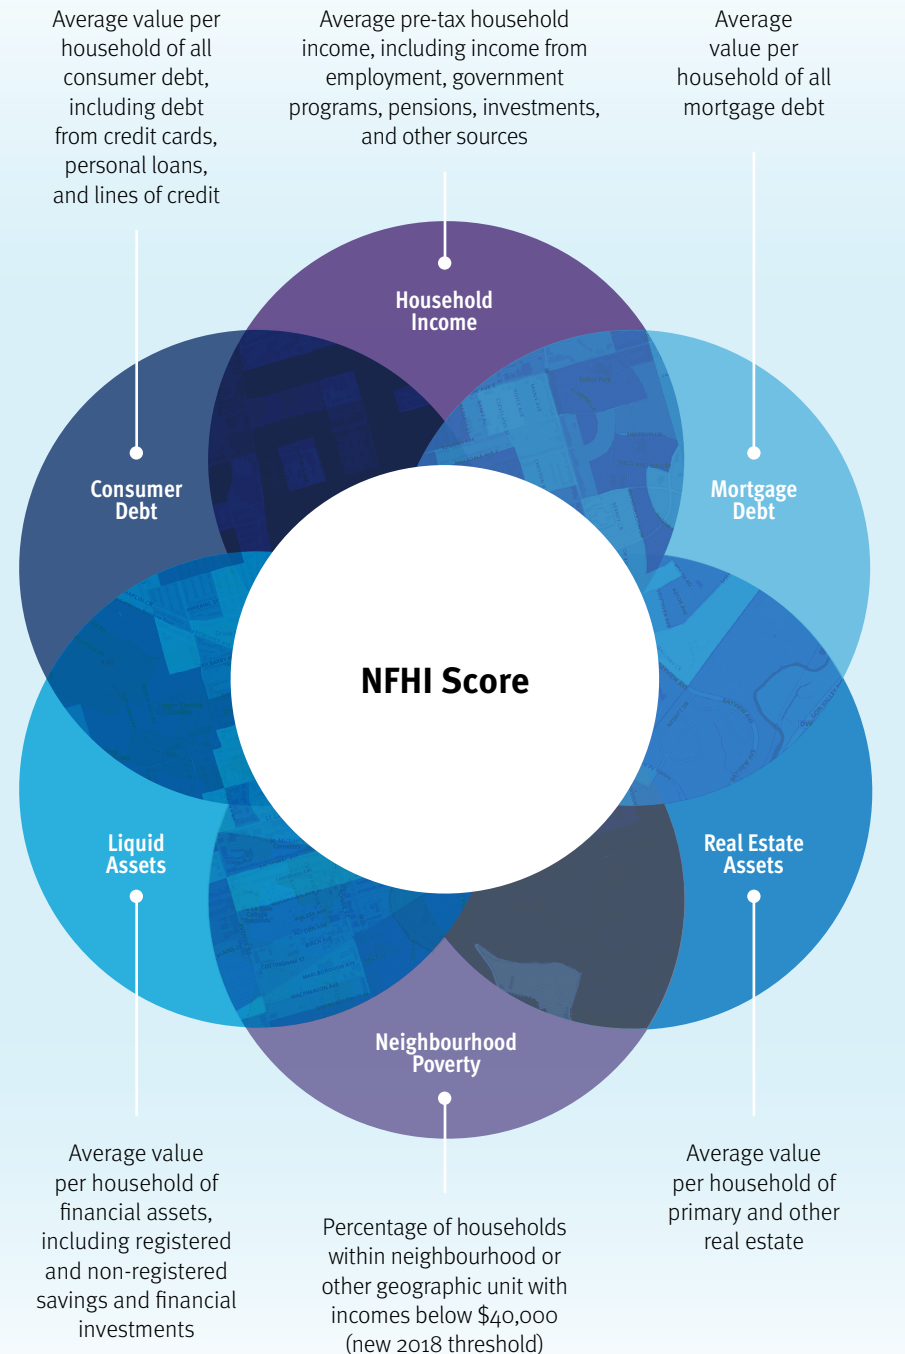 Average value per
household of all
consumer debt,
including debt
from credit cards,
personal loans,
and lines of credit
Average pre-tax household
income, including income from
employment, government
programs, pensions, investments,
and other sources
Average
value per
household of all
mortgage debt
Household
Income
Consumer
Debt
Mortgage
Debt
NFHI Score
Liquid
Assets
Real Estate
Assets
Neighbourhood
Poverty
Average value
per household of
financial assets,
including registered
and non-registered
savings and financial
investments
Percentage of households
within neighbourhood or
other geographic unit with
incomes below $40,000
(new 2018 threshold)
Average value
per household of
primary and other
real estate